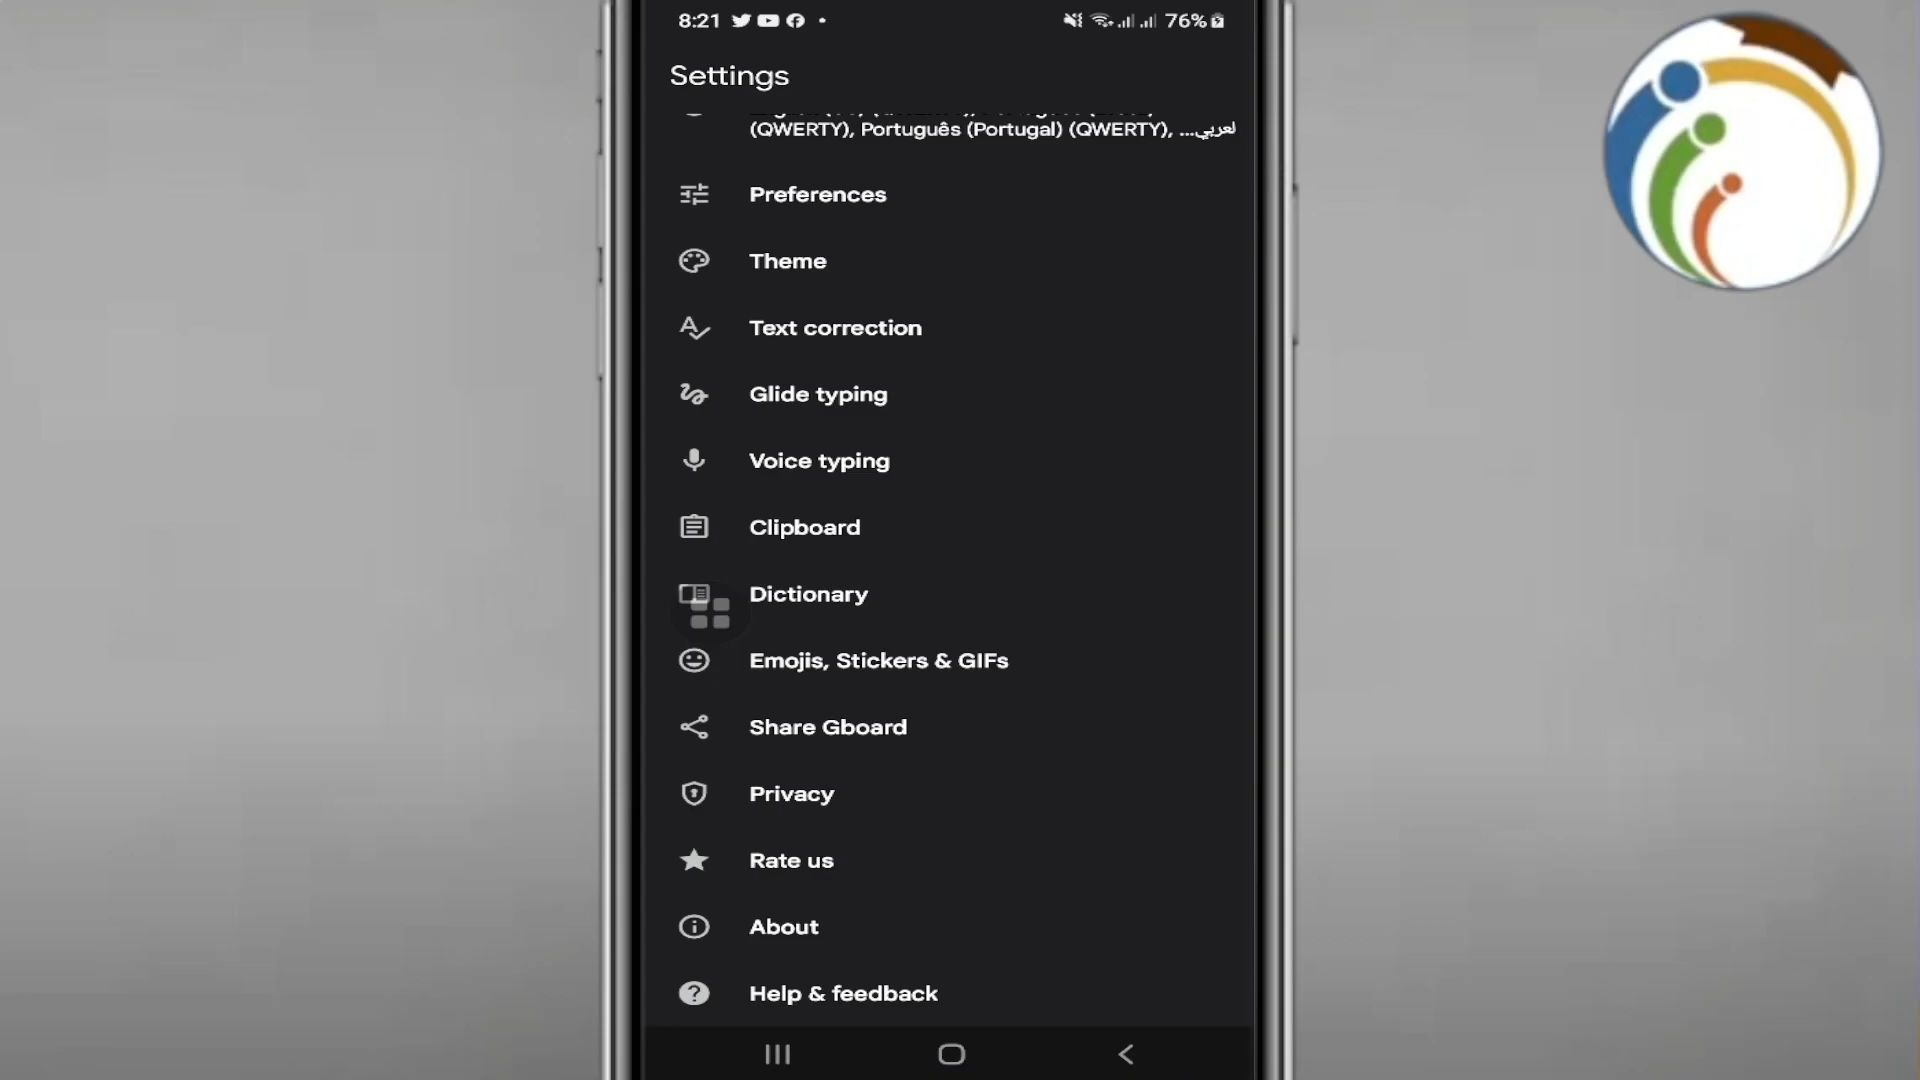 8:21 76%
Settings
(QWERTY), Português (Portugal) (QWERTY), ...لعربي
Preferences
Theme
Text correction
Glide typing
Voice typing
Clipboard
Dictionary
Emojis, Stickers & GIFs
Share Gboard
Privacy
Rate us
About
Help & feedback